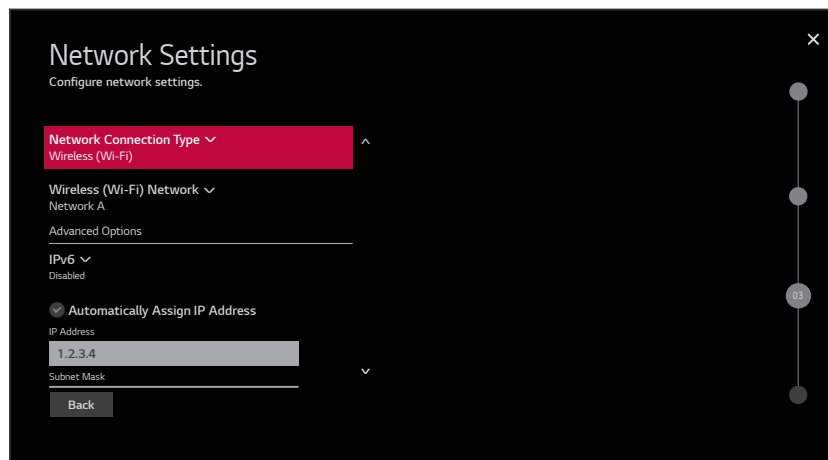 Network Settings
Configure network settings.
Network Connection Type
Wireless (Wi-Fi)
Wireless (Wi-Fi) Network
Network A
Advanced Options
IPv6
Disabled
Automatically Assign IP Address
IP Address
1.2.3.4
Subnet Mask
Back
03